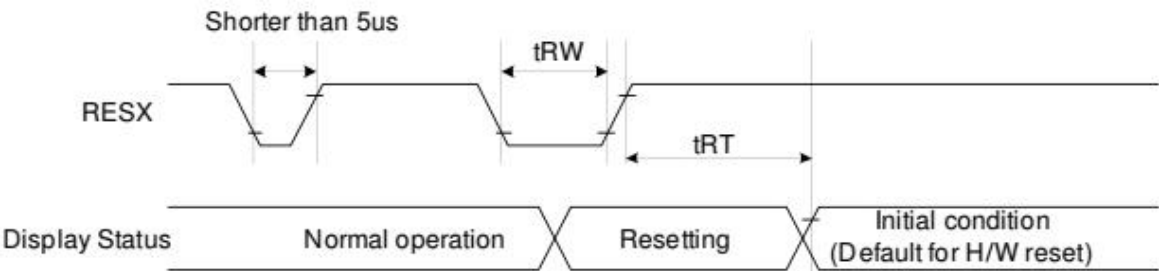 Shorter than 5us
tRW
RESX
tRT
Display Status
Normal operation
Resetting
Initial condition
(Default for H/W reset)